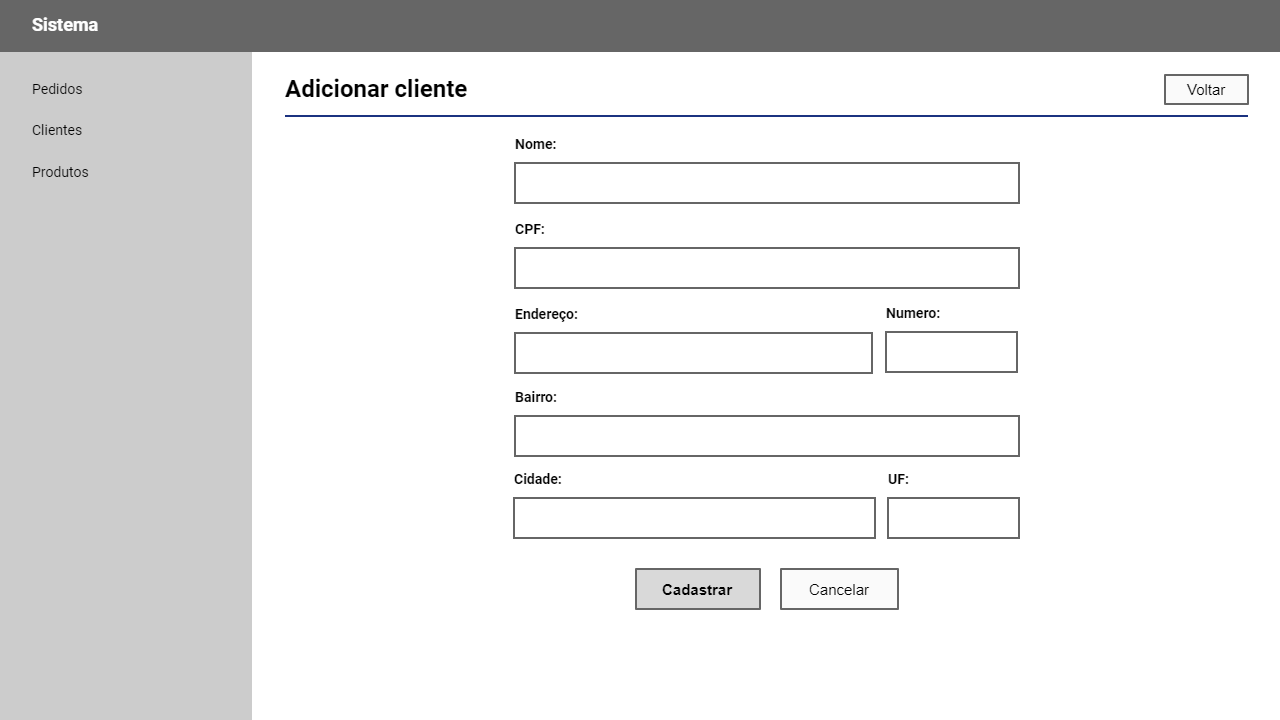 Sistema
Pedidos
Clientes
Produtos
Adicionar cliente
Voltar
Nome:
CPF:
Endereço:
Numero:
Bairro:
Cidade:
UF:
Cadastrar
Cancelar